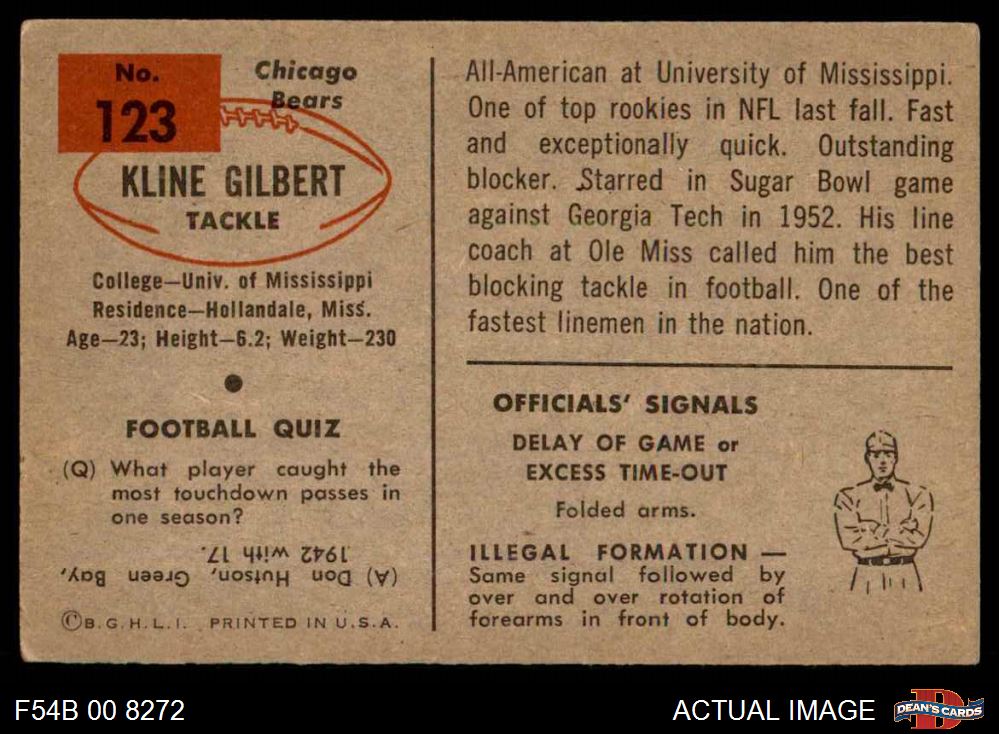 No.
123
Chicago
Bears
KLINE GILBERT
TACKLE
College—Univ. of Mississippi
Residence—Hollandale, Miss.
Age—23; Height—6.2; Weight—230
FOOTBALL QUIZ
(Q) What player caught the
most touchdown passes in
one season?
(A) Don Hutson, Green Bay,
1942 with 17.
©B.G.H.L.I. PRINTED IN U.S.A.
All-American at University of Mississippi.
One of top rookies in NFL last fall. Fast
and exceptionally quick. Outstanding
blocker. Starred in Sugar Bowl game
against Georgia Tech in 1952. His line
coach at Ole Miss called him the best
blocking tackle in football. One of the
fastest linemen in the nation.
OFFICIALS' SIGNALS
DELAY OF GAME or
EXCESS TIME-OUT
Folded arms.
ILLEGAL FORMATION —
Same signal followed by
over and over rotation of
forearms in front of body.
F54B 00 8272
ACTUAL IMAGE
DEAN'S CARDS